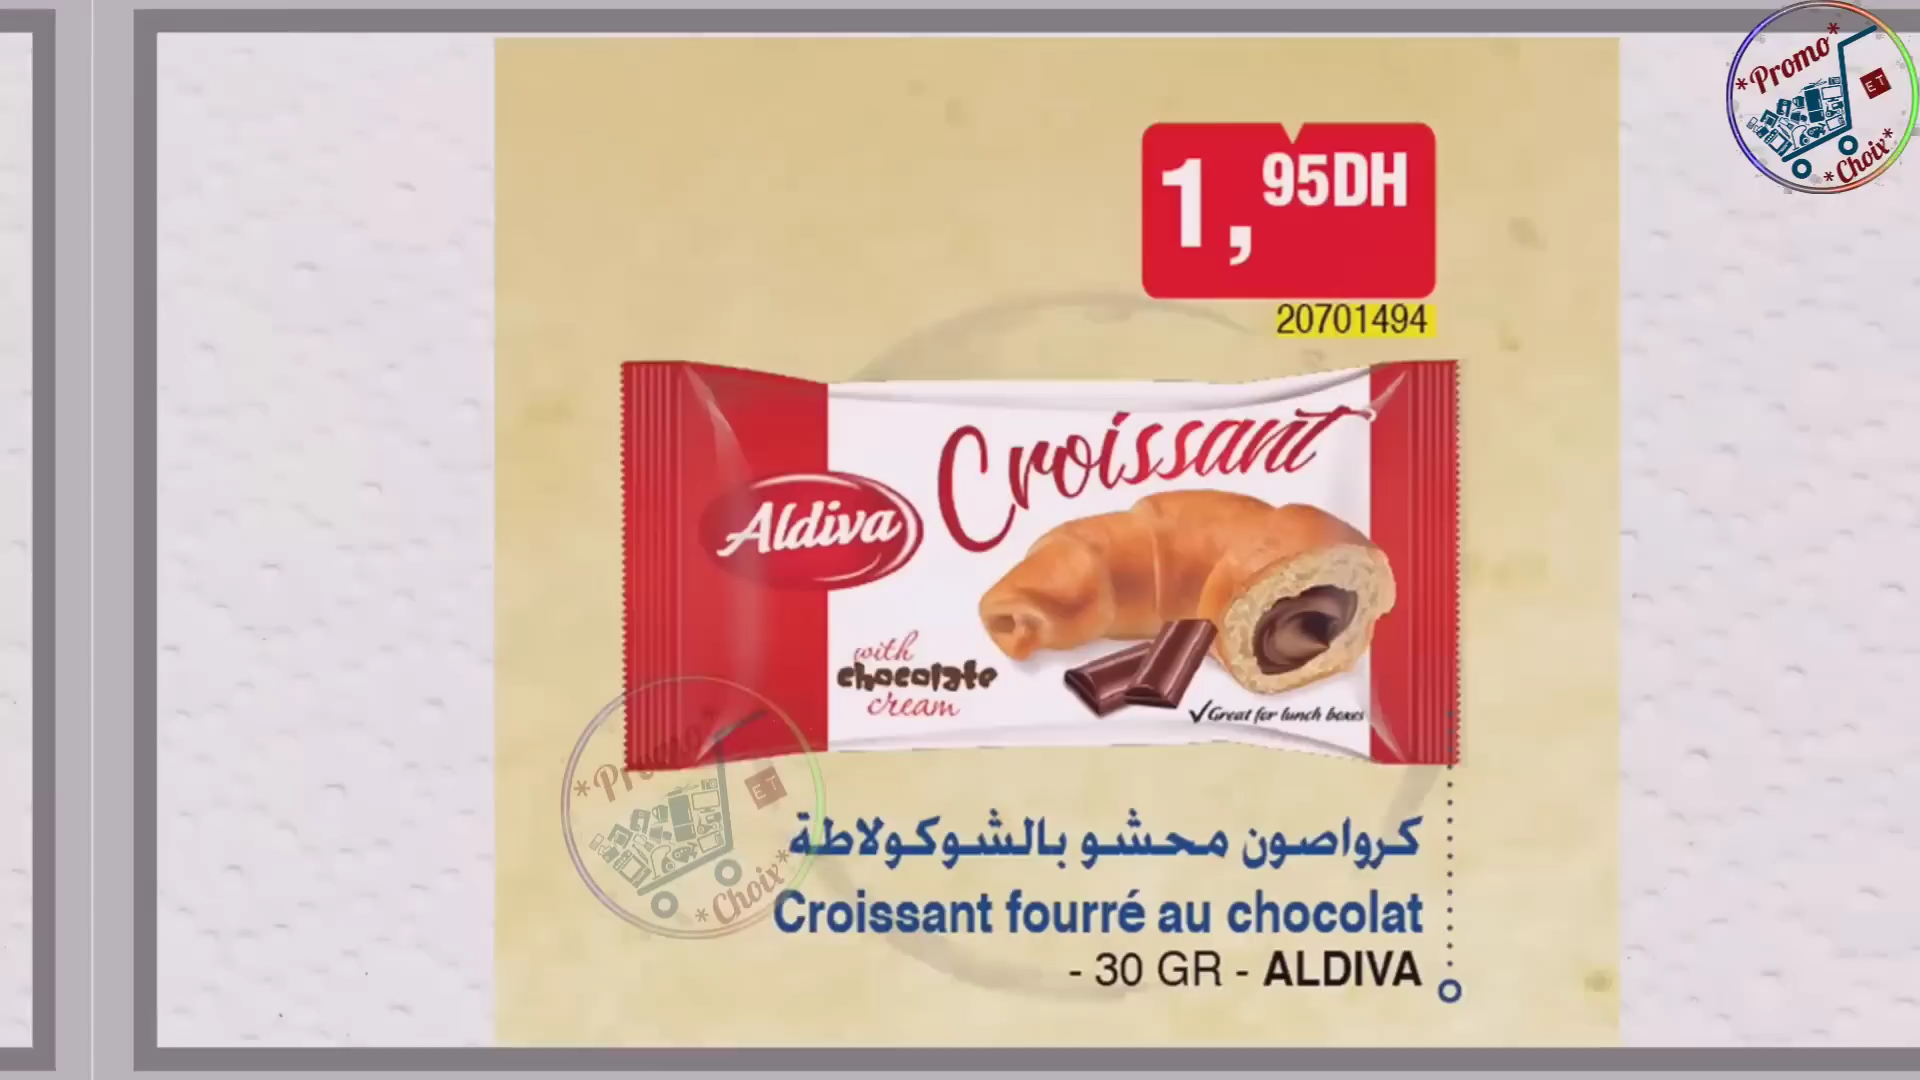 *Promo*
ET
*Choix*
1,95DH
20701494
Croissant
Aldiva
with
chocolate
cream
✓Great for lunch boxes
*Promo*
ET
*Choix*
كرواصون محشو بالشوكولاطة
Croissant fourré au chocolat
- 30 GR - ALDIVA